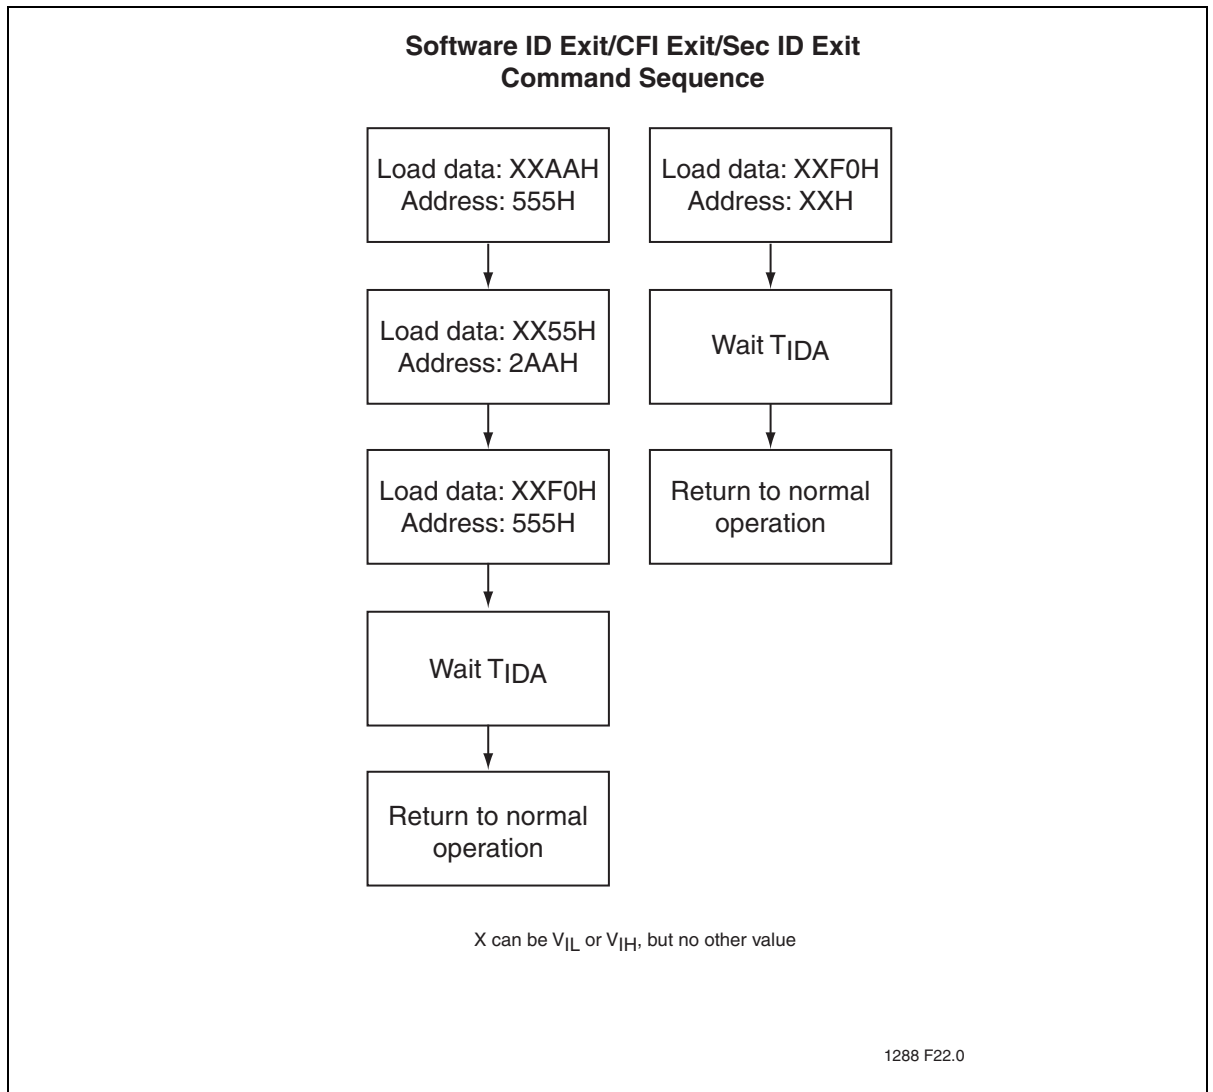 Software ID Exit/CFI Exit/Sec ID Exit
Command Sequence
Load data: XXAAH
Address: 555H
Load data: XX55H
Address: 2AAH
Load data: XXF0H
Address: 555H
Wait TIDA
Return to normal
operation
Load data: XXF0H
Address: XXH
Wait TIDA
Return to normal
operation
X can be VIL or VIH, but no other value
1288 F22.0